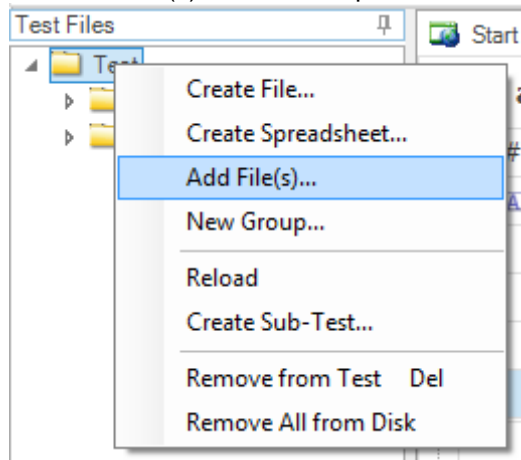 Test Files
Start
Test
Create File...
Create Spreadsheet...
Add File(s)...
New Group...
Reload
Create Sub-Test...
Remove from Test Del
Remove All from Disk
#